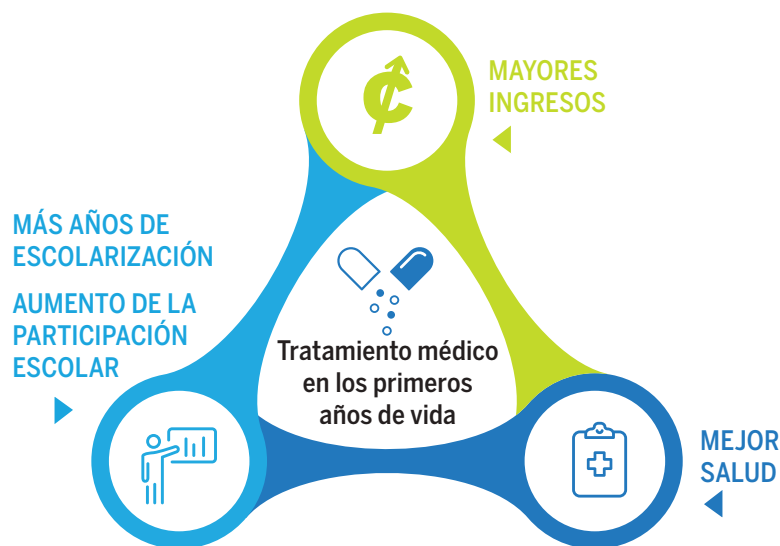 MAYORES
INGRESOS
MÁS AÑOS DE
ESCOLARIZACIÓN
AUMENTO DE LA
PARTICIPACIÓN
ESCOLAR
Tratamiento médico
en los primeros
años de vida
MEJOR
SALUD